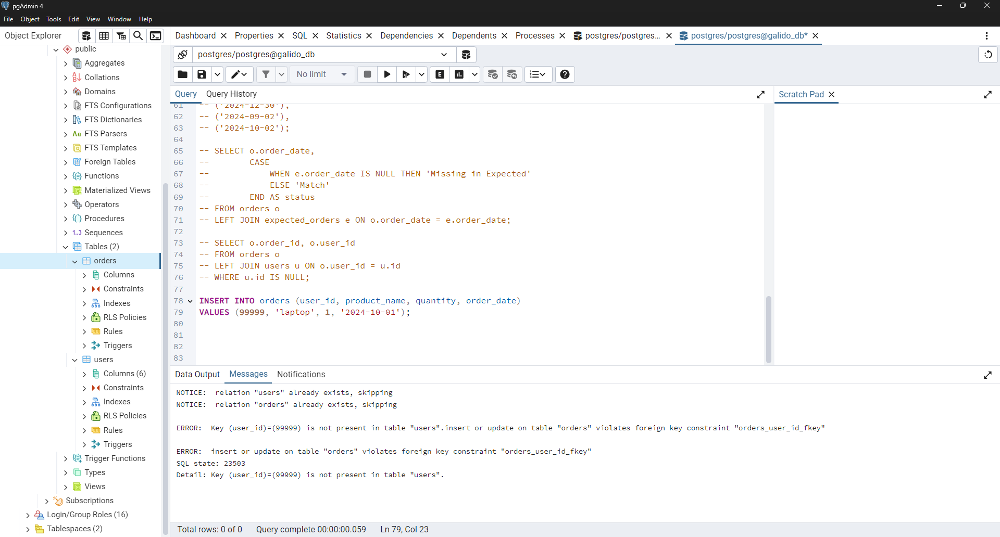 pgAdmin 4
File Object Tools Edit View Window Help
Object Explorer
Dashboard Properties SQL Statistics Dependencies Dependents Processes postgres/postgres... postgres/postgres@galido_db*
public
Aggregates
Collations
Domains
FTS Configurations
FTS Dictionaries
Aa FTS Parsers
FTS Templates
Foreign Tables
Functions
Materialized Views
Operators
Procedures
1..3 Sequences
Tables (2)
orders
Columns
Constraints
Indexes
RLS Policies
Rules
Triggers
users
Columns (6)
Constraints
Indexes
RLS Policies
Rules
Triggers
Trigger Functions
Types
Views
Subscriptions
Login/Group Roles (16)
Tablespaces (2)
postgres/postgres@galido_db
No limit E
Query Query History
Scratch Pad
61 -- ('2024-12-30'),
62 -- ('2024-09-02'),
63 -- ('2024-10-02');
64
65 -- SELECT o.order_date,
66 -- CASE
67 -- WHEN e.order_date IS NULL THEN 'Missing in Expected'
68 -- ELSE 'Match'
69 -- END AS status
70 -- FROM orders o
71 -- LEFT JOIN expected_orders e ON o.order_date = e.order_date;
72
73 -- SELECT o.order_id, o.user_id
74 -- FROM orders o
75 -- LEFT JOIN users u ON o.user_id = u.id
76 -- WHERE u.id IS NULL;
77
78 INSERT INTO orders (user_id, product_name, quantity, order_date)
79 VALUES (99999, 'laptop', 1, '2024-10-01');
80
81
82
83
Data Output Messages Notifications
NOTICE: relation "users" already exists, skipping
NOTICE: relation "orders" already exists, skipping
ERROR: Key (user_id)=(99999) is not present in table "users".insert or update on table "orders" violates foreign key constraint "orders_user_id_fkey"
ERROR: insert or update on table "orders" violates foreign key constraint "orders_user_id_fkey"
SQL state: 23503
Detail: Key (user_id)=(99999) is not present in table "users".
Total rows: 0 of 0 Query complete 00:00:00.059 Ln 79, Col 23